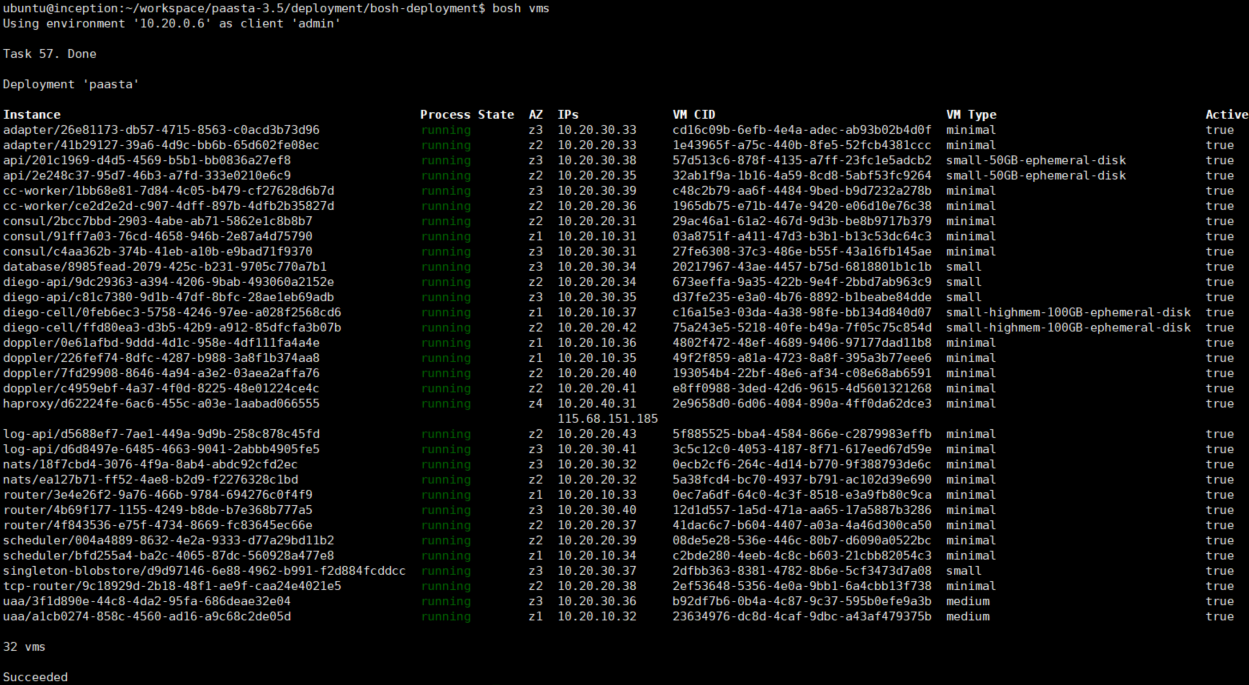 ubuntu@inception:~/workspace/paasta-3.5/deployment/bosh-deployment$ bosh vms
Using environment '10.20.0.6' as client 'admin'
Task 57. Done
Deployment 'paasta'
Instance Process State AZ IPs VM CID VM Type Active
adapter/26e81173-db57-4715-8563-c0acd3b73d96 running z3 10.20.30.33 cd16c09b-6efb-4e4a-adec-ab93b02b4d0f minimal true
adapter/41b29127-39a6-4d9c-bb6b-65d602fe08ec running z2 10.20.20.33 1e43965f-a75c-440b-8fe5-52fcb4381ccc minimal true
api/201c1969-d4d5-4569-b5b1-bb0836a27ef8 running z3 10.20.30.38 57d513c6-878f-4135-a7ff-23fc1e5adcb2 small-50GB-ephemeral-disk true
api/2e248c37-95d7-46b3-a7fd-333e0210e6c9 running z2 10.20.20.35 32ab1f9a-1b16-4a59-8cd8-5abf53fc9264 small-50GB-ephemeral-disk true
cc-worker/1bb68e81-7d84-4c05-b479-cf27628d6b7d running z3 10.20.30.39 c48c2b79-aa6f-4484-9bed-b9d7232a278b minimal true
cc-worker/ce2d2e2d-c907-4dff-897b-4dfb2b35827d running z2 10.20.20.36 1965db75-e71b-447e-9420-e06d10e76c38 minimal true
consul/2bcc7bbd-2903-4abe-ab71-5862e1c8b8b7 running z2 10.20.20.31 29ac46a1-61a2-467d-9d3b-be8b9717b379 minimal true
consul/91ff7a03-76cd-4658-946b-2e87a4d75790 running z1 10.20.10.31 03a8751f-a411-47d3-b3b1-b13c53dc64c3 minimal true
consul/c4aa362b-374b-41eb-a10b-e9bad71f9370 running z3 10.20.30.31 27fe6308-37c3-486e-b55f-43a16fb145ae minimal true
database/8985fead-2079-425c-b231-9705c770a7b1 running z3 10.20.30.34 20217967-43ae-4457-b75d-6818801b1c1b small true
diego-api/9dc29363-a394-4206-9bab-493060a2152e running z2 10.20.20.34 673eeffa-9a35-422b-9e4f-2bbd7ab963c9 small true
diego-api/c81c7380-9d1b-47df-8bfc-28ae1eb69adb running z3 10.20.30.35 d37fe235-e3a0-4b76-8892-b1beabe84dde small true
diego-cell/0feb6ec3-5758-4246-97ee-a028f2568cd6 running z1 10.20.10.37 c16a15e3-03da-4a38-98fe-bb134d840d07 small-highmem-100GB-ephemeral-disk true
diego-cell/ffd80ea3-d3b5-42b9-a912-85dfcfa3b07b running z2 10.20.20.42 75a243e5-5218-40fe-b49a-7f05c75c854d small-highmem-100GB-ephemeral-disk true
doppler/0e61afbd-9ddd-4d1c-958e-4df111fa4a4e running z1 10.20.10.36 4802f472-48ef-4689-9406-97177dad11b8 minimal true
doppler/226fef74-8dfc-4287-b988-3a8f1b374aa8 running z1 10.20.10.35 49f2f859-a81a-4723-8a8f-395a3b77eee6 minimal true
doppler/7fd29908-8646-4a94-a3e2-03aea2affa76 running z2 10.20.20.40 193054b4-22bf-48e6-af34-c08e68ab6591 minimal true
doppler/c4959ebf-4a37-4f0d-8225-48e01224ce4c running z2 10.20.20.41 e8ff0988-3ded-42d6-9615-4d5601321268 minimal true
haproxy/d62224fe-6ac6-455c-a03e-1aabad066555 running z4 10.20.40.31 2e9658d0-6d06-4084-890a-4ff0da62dce3 minimal true
115.68.151.185
log-api/d5688ef7-7ae1-449a-9d9b-258c878c45fd running z2 10.20.20.43 5f885525-bba4-4584-866e-c2879983effb minimal true
log-api/d6d8497e-6485-4663-9041-2abbb4905fe5 running z3 10.20.30.41 3c5c12c0-4053-4187-8f71-617eed67d59e minimal true
nats/18f7cbd4-3076-4f9a-8ab4-abdc92cfd2ec running z3 10.20.30.32 0ecb2cf6-264c-4d14-b770-9f388793de6c minimal true
nats/ea127b71-ff52-4ae8-b2d9-f2276328c1bd running z2 10.20.20.32 5a38fcd4-bc70-4937-b791-ac102d39e690 minimal true
router/3e4e26f2-9a76-466b-9784-694276c0f4f9 running z1 10.20.10.33 0ec7a6df-64c0-4c3f-8518-e3a9fb80c9ca minimal true
router/4b69f177-1155-4249-b8de-b7e368b777a5 running z3 10.20.30.40 12d1d557-1a5d-471a-aa65-17a5887b3286 minimal true
router/4f843536-e75f-4734-8669-fc83645ec66e running z2 10.20.20.37 41dac6c7-b604-4407-a03a-4a46d300ca50 minimal true
scheduler/004a4889-8632-4e2a-9333-d77a29bd11b2 running z2 10.20.20.39 08de5e28-536e-446c-80b7-d6090a0522bc minimal true
scheduler/bfd255a4-ba2c-4065-87dc-560928a477e8 running z1 10.20.10.34 c2bde280-4eeb-4c8c-b603-21cbb82054c3 minimal true
singleton-blobstore/d9d97146-6e88-4962-b991-f2d884fcddcc running z3 10.20.30.37 2dfbb363-8381-4782-8b6e-5cf3473d7a08 small true
tcp-router/9c18929d-2b18-48f1-ae9f-caa24e4021e5 running z2 10.20.20.38 2ef53648-5356-4e0a-9bb1-6a4cbb13f738 minimal true
uaa/3f1d890e-44c8-4da2-95fa-686deae32e04 running z3 10.20.30.36 b92df7b6-0b4a-4c87-9c37-595b0efe9a3b medium true
uaa/a1cb0274-858c-4560-ad16-a9c68c2de05d running z1 10.20.10.32 23634976-dc8d-4caf-9dbc-a43af479375b medium true
32 vms
Succeeded